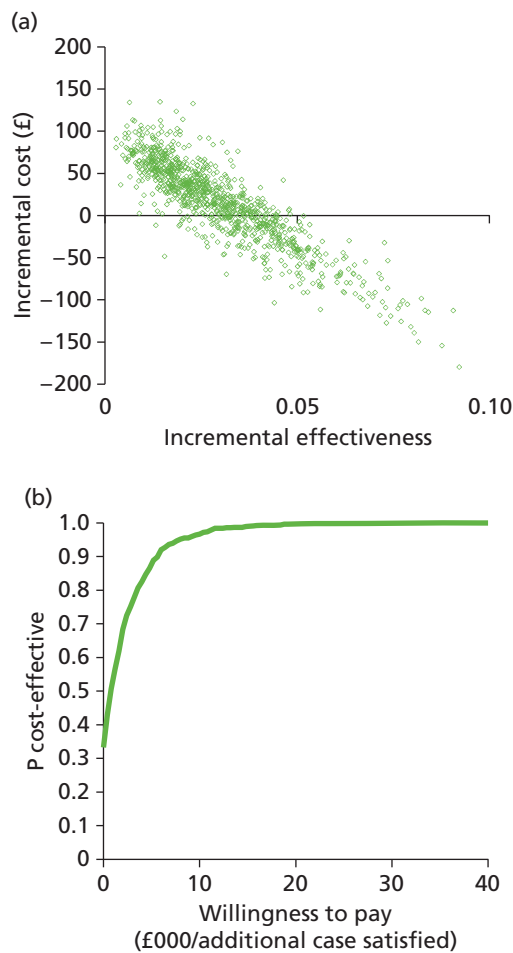 (a)
200
150
100
50
0
−50
−100
−150
−200
Incremental cost (£)
0 0.05 0.10
Incremental effectiveness
(b)
1.0
0.9
0.8
0.7
0.6
0.5
0.4
0.3
0.2
0.1
0
P cost-effective
0 10 20 30 40
Willingness to pay
(£000/additional case satisfied)